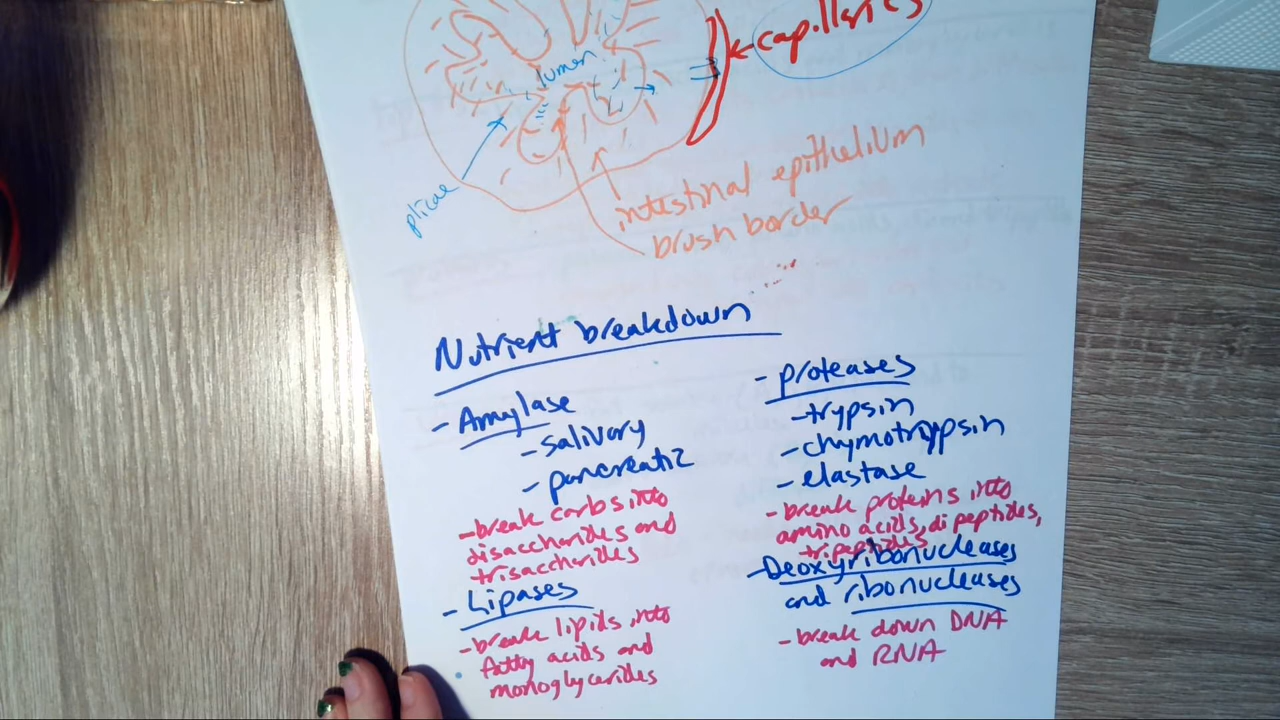 capillaries
lumen
plicae
intestinal epithelium
brush border
Nutrient breakdown
- Amylase
- salivary
- pancreatic
- break carbs into
disaccharides and
trisaccharides
- Lipases
- break lipids into
fatty acids and
monoglycerides
- proteases
- trypsin
- chymotrypsin
- elastase
- break proteins into
amino acids, dipeptides,
tripeptides
- Deoxyribonucleases
and ribonucleases
- break down DNA
and RNA